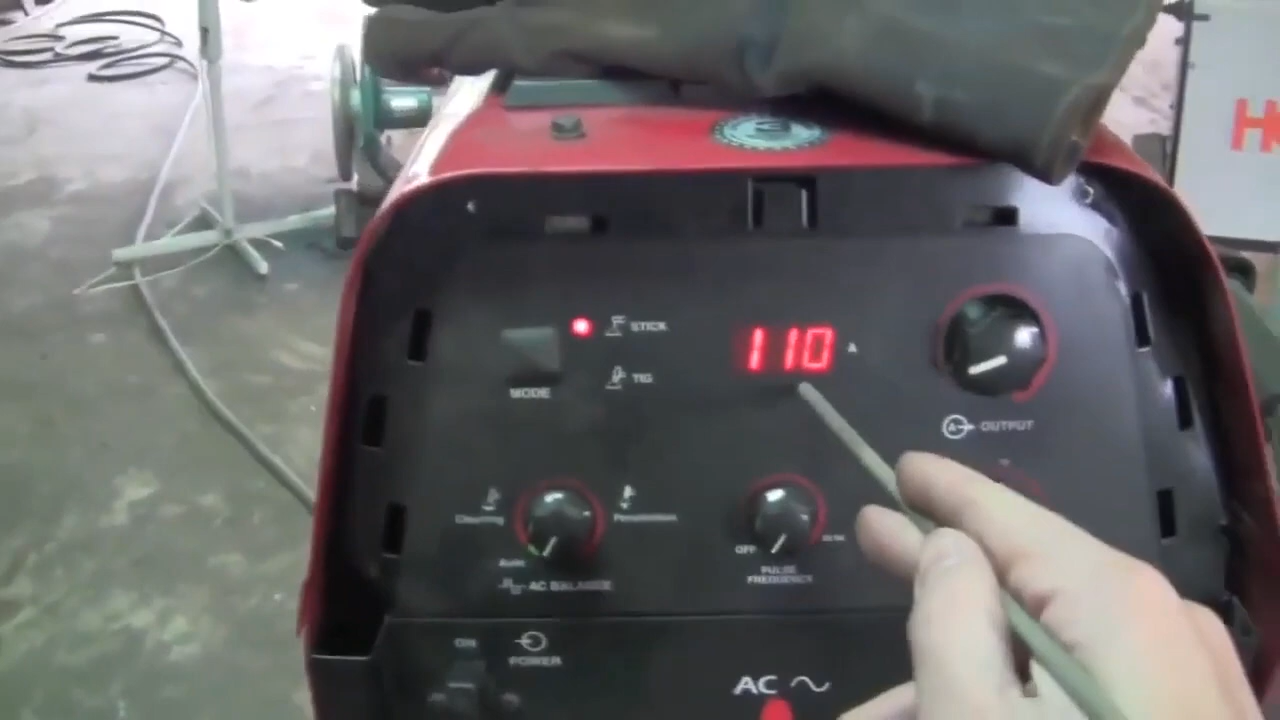 H
STICK
110 A
MODE
TIG
A OUTPUT
Cleaning
Penetration
Auto
OFF
AC BALANCE
PULSE
FREQUENCY
ON
POWER
AC